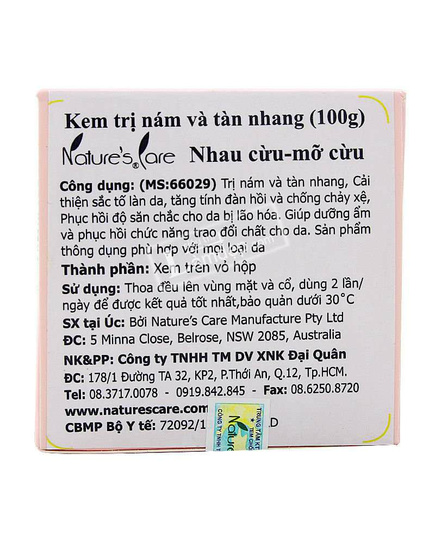 Kem trị nám và tàn nhang (100g)
Nature's Care® Nhau cừu-mỡ cừu
Công dụng: (MS:66029) Trị nám và tàn nhang, Cải
thiện sắc tố làn da, tăng tính đàn hồi và chống chảy xệ,
Phục hồi độ săn chắc cho da bị lão hóa. Giúp dưỡng ẩm
và phục hồi chức năng trao đổi chất cho da. Sản phẩm
thông dụng phù hợp với mọi loại da
Thành phần: Xem trên vỏ hộp
Sử dụng: Thoa đều lên vùng mặt và cổ, dùng 2 lần/
ngày để được kết quả tốt nhất,bảo quản dưới 30°C
SX tại Úc: Bởi Nature's Care Manufacture Pty Ltd
ĐC: 5 Minna Close, Belrose, NSW 2085, Australia
NK&PP: Công ty TNHH TM DV XNK Đại Quân
ĐC: 178/1 Đường TA 32, KP2, P.Thới An, Q.12, Tp.HCM.
Tel: 08.3717.0078 - 0919.842.845 - Fax: 08.6250.8720
www.naturescare.com
CBMP Bộ Y tế: 72092/1